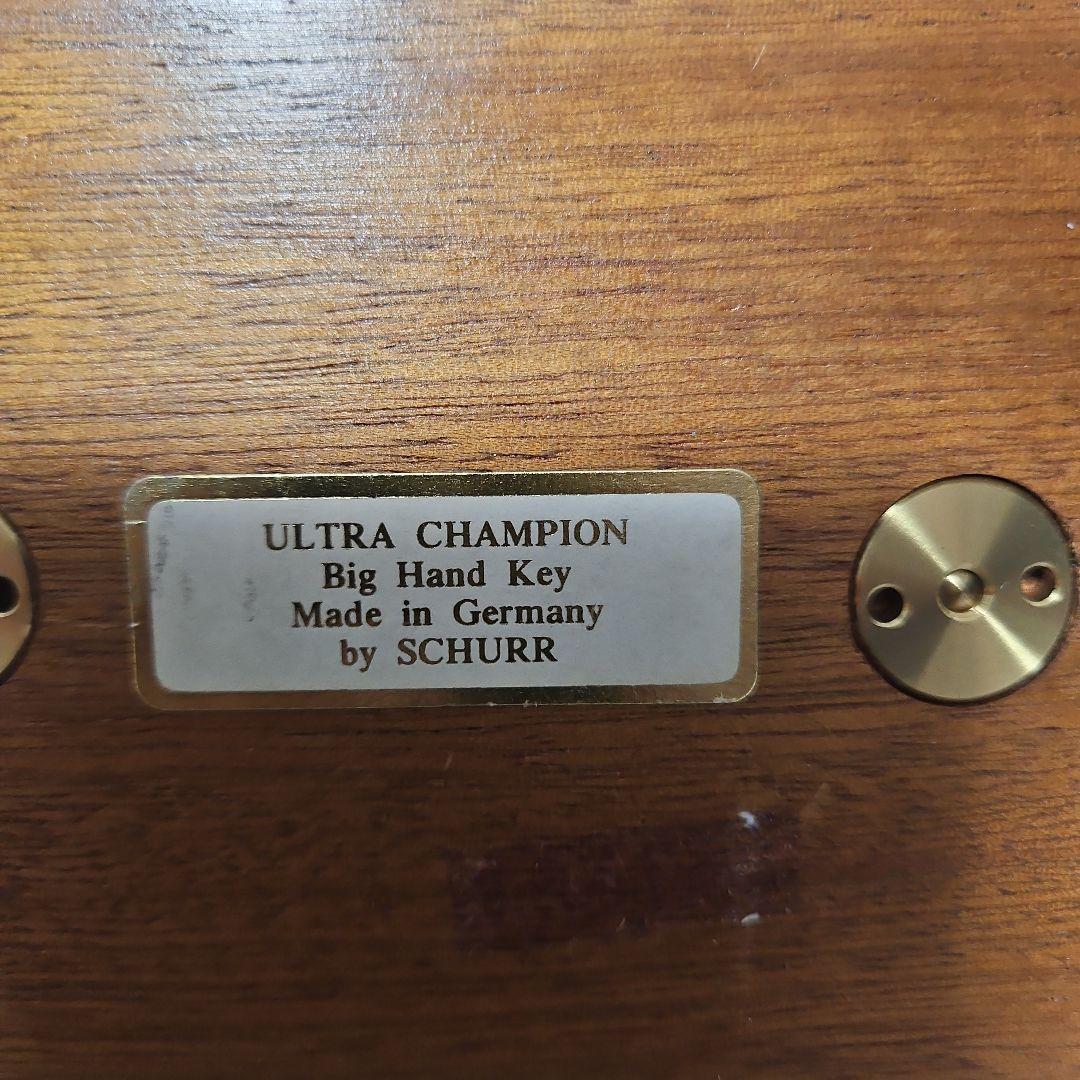 ULTRA CHAMPION
Big Hand Key
Made in Germany
by SCHURR